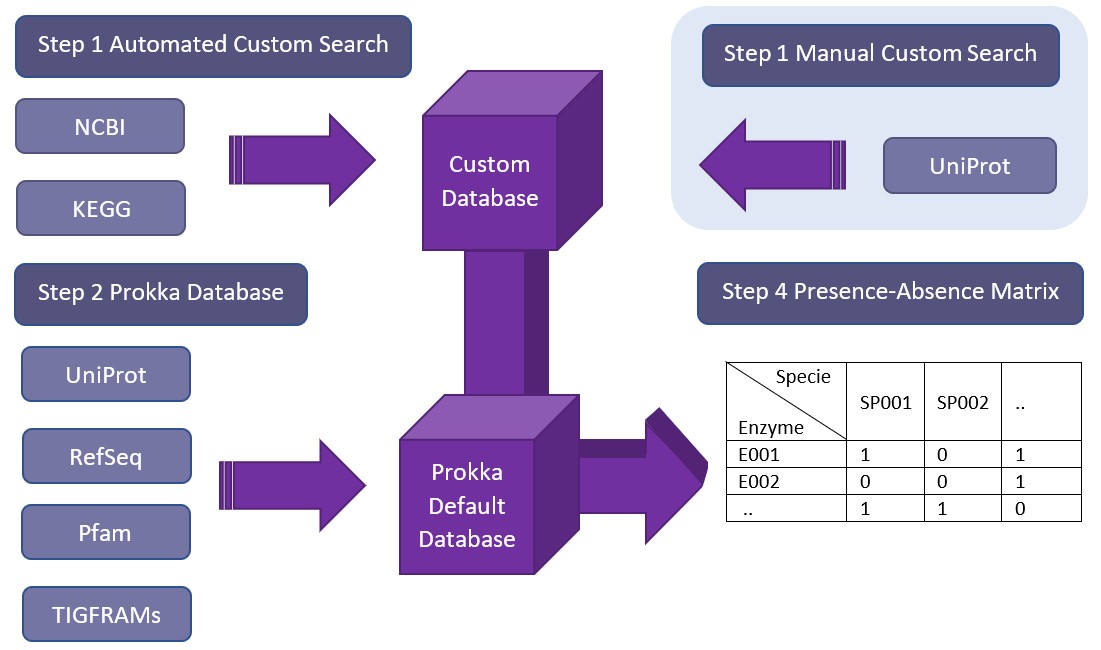 Step 1 Automated Custom Search
NCBI
KEGG
Custom
Database
Step 1 Manual Custom Search
UniProt
Step 2 Prokka Database
UniProt
RefSeq
Pfam
TIGFRAMs
Prokka
Default
Database
Step 4 Presence-Absence Matrix
Specie
Enzyme
SP001 SP002 ..
E001 1 0 1
E002 0 0 1
.. 1 1 0